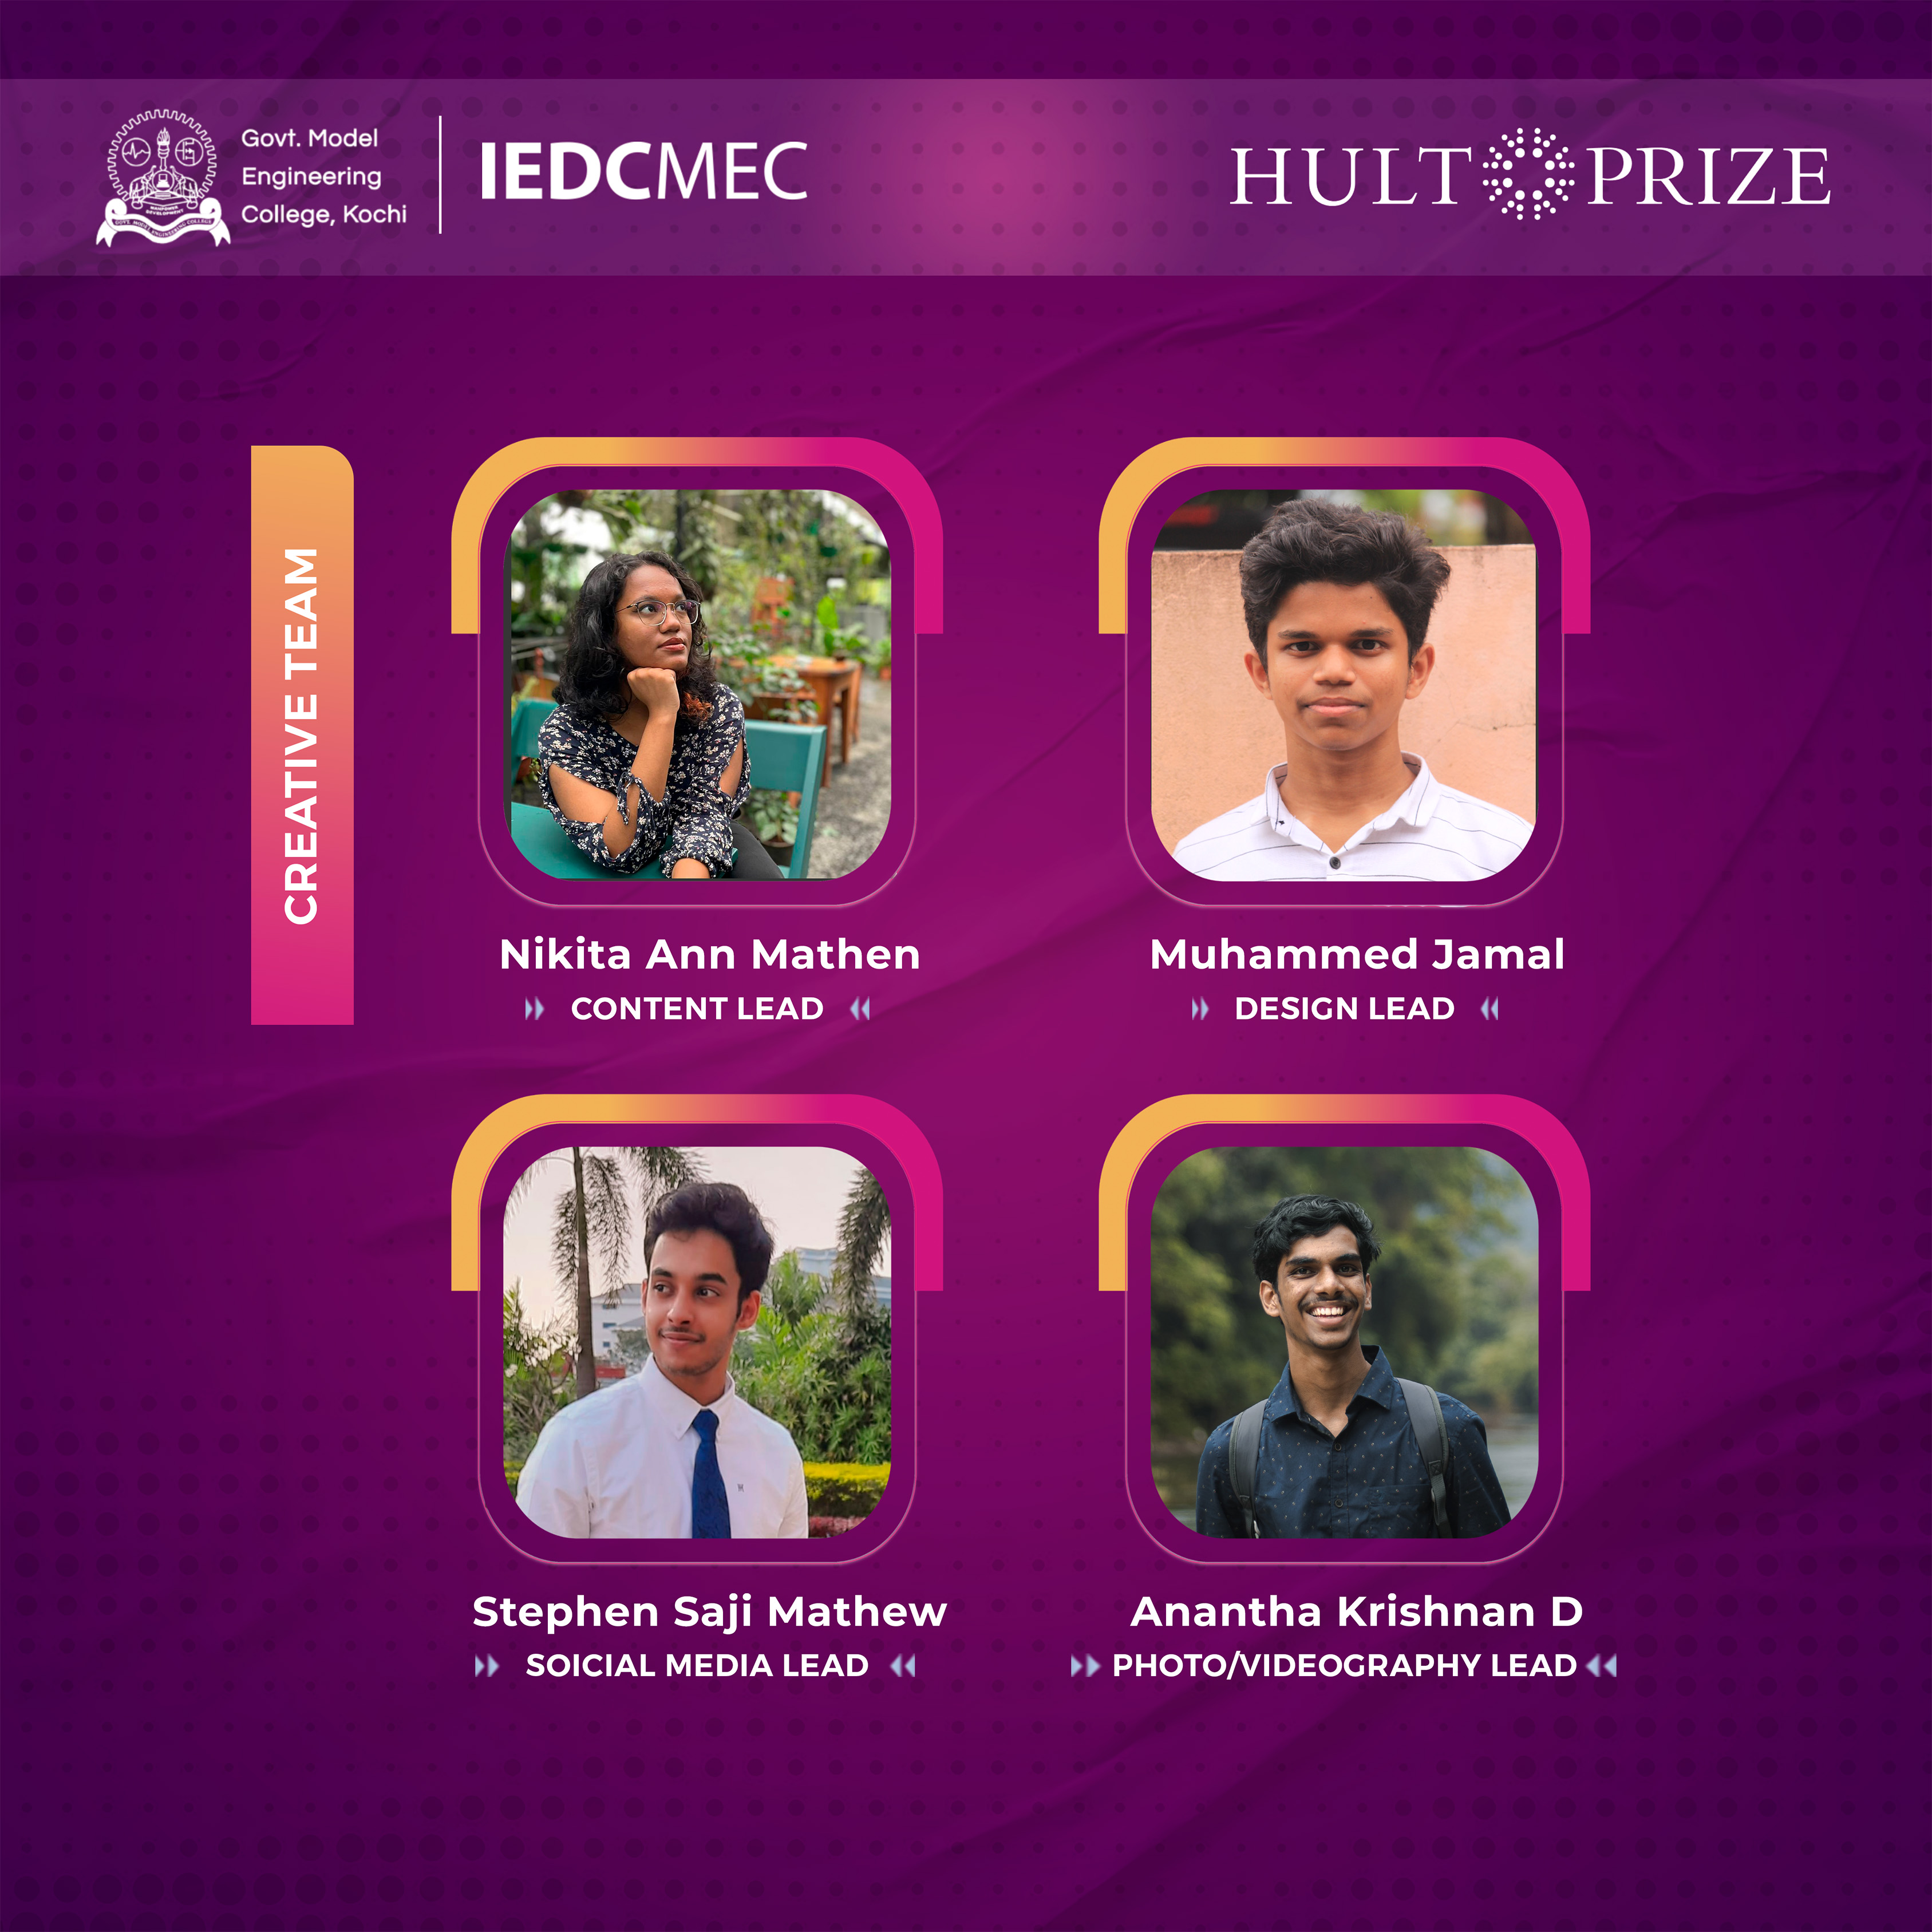 Govt. Model
Engineering
College, Kochi
IEDCMEC
HULT PRIZE
CREATIVE TEAM
Nikita Ann Mathen
CONTENT LEAD
Muhammed Jamal
DESIGN LEAD
Stephen Saji Mathew
SOICIAL MEDIA LEAD
Anantha Krishnan D
PHOTO/VIDEOGRAPHY LEAD